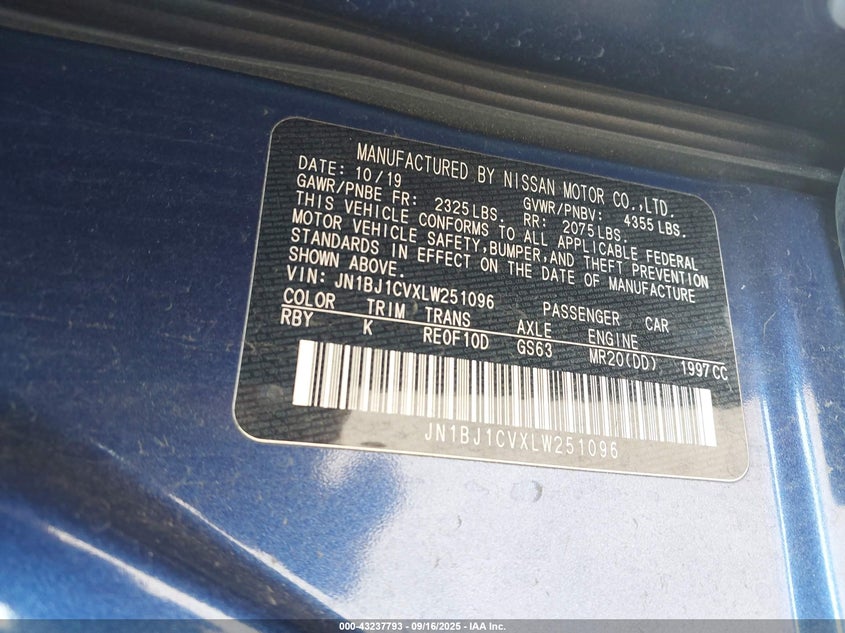 MANUFACTURED BY NISSAN MOTOR CO.,LTD.
DATE: 10/19 GVWR/PNBV: 4355 LBS.
GAWR/PNBE FR: 2325 LBS. RR: 2075 LBS.
THIS VEHICLE CONFORMS TO ALL APPLICABLE FEDERAL
MOTOR VEHICLE SAFETY, BUMPER, AND THEFT PREVENTION
STANDARDS IN EFFECT ON THE DATE OF MANUFACTURE
SHOWN ABOVE.
VIN: JN1BJ1CVXLW251096 PASSENGER CAR
COLOR TRIM TRANS AXLE ENGINE
RBY K RE0F10D GS63 MR20(DD) 1997CC
JN1BJ1CVXLW251096
000-43237793 - 09/16/2025 - IAA Inc.